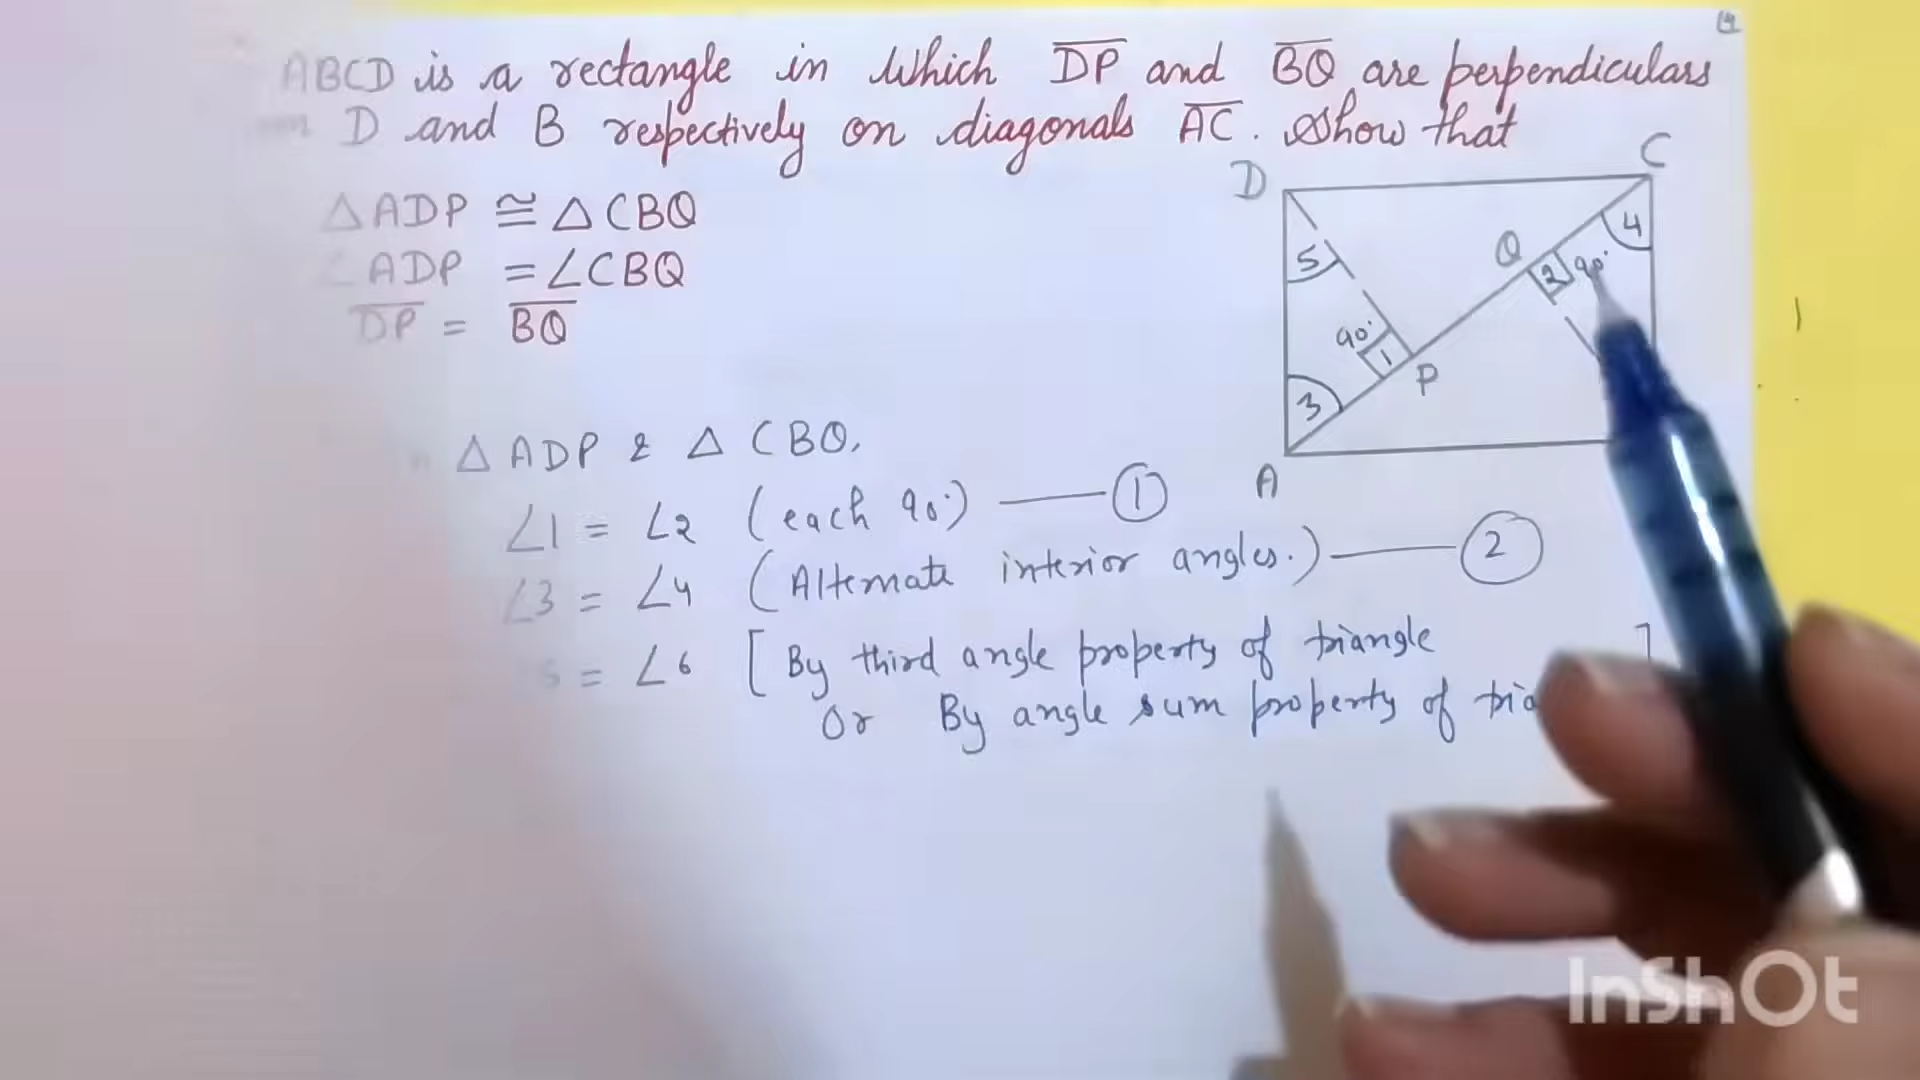 ABCD is a rectangle in which DP and BQ are perpendiculars
D and B respectively on diagonals AC. Show that
△ADP ≅ △CBQ
ADP = ∠CBQ
DP = BQ
D
C
5
Q
2
90°
4
90°
1
P
3
A
△ ADP & △ CBQ,
∠1 = ∠2 (each 90°) —— ①
∠3 = ∠4 (Alternate interior angles.) —— ②
5 = ∠6 [By third angle property of triangle ]
Or By angle sum property of
InShOt